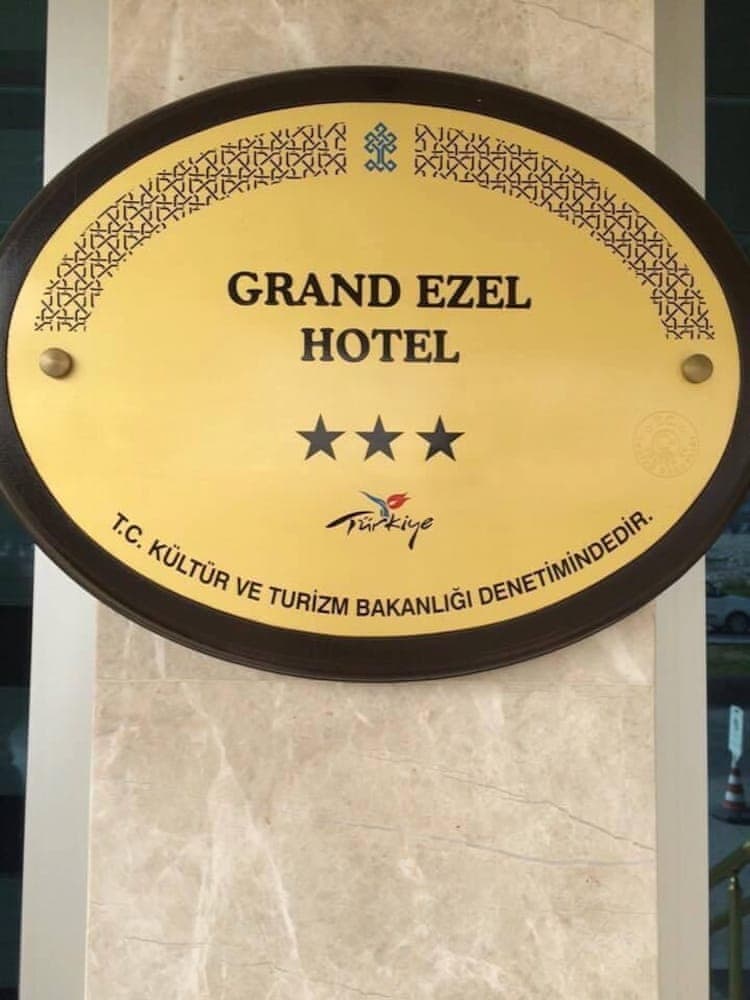 GRAND EZEL
HOTEL
★★★
Türkiye
T.C. KÜLTÜR VE TURİZM BAKANLIĞI DENETİMİNDEDİR.